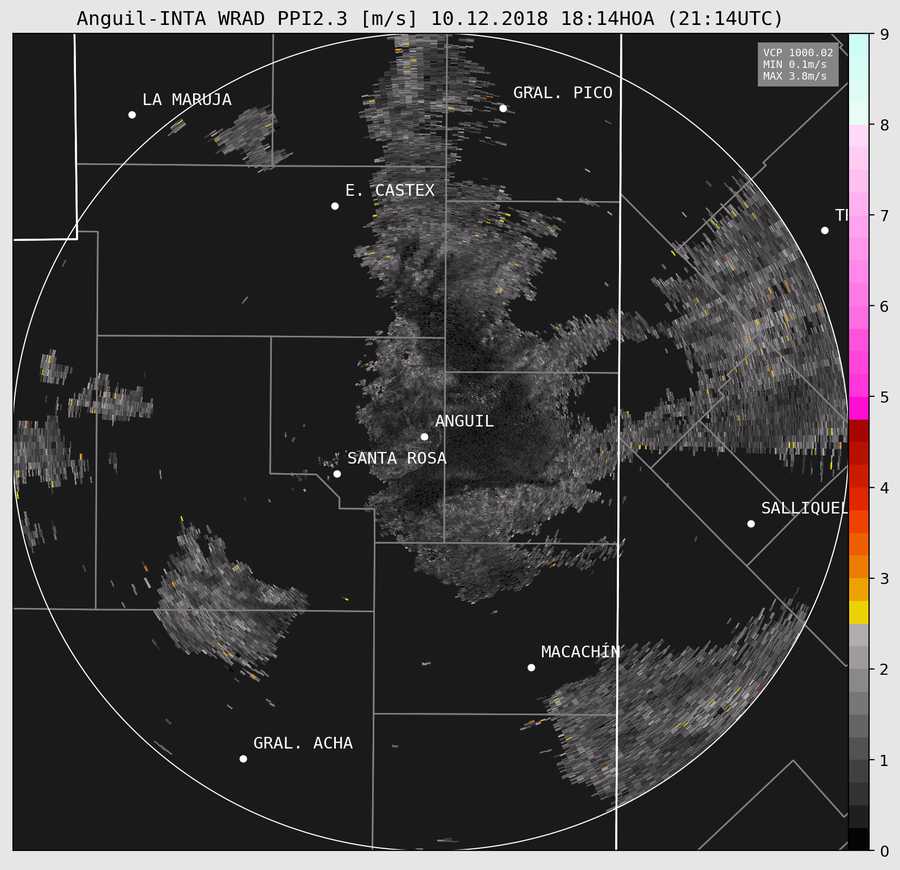 Anguil-INTA WRAD PPI2.3 [m/s] 10.12.2018 18:14HOA (21:14UTC)
VCP 1000.02
MIN 0.1m/s
MAX 3.8m/s
9
8
7
6
5
4
3
2
1
0
LA MARUJA
GRAL. PICO
E. CASTEX
ANGUIL
SANTA ROSA
SALLIQUEL
MACACHÍN
GRAL. ACHA